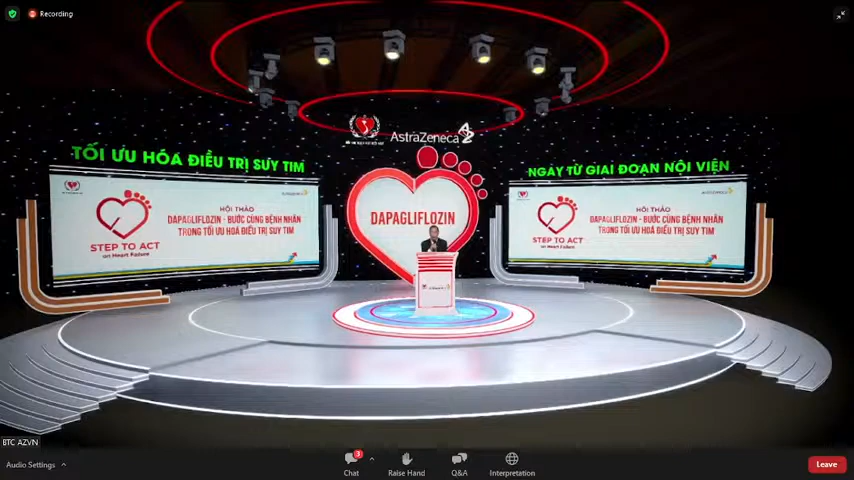 Recording
AstraZeneca
TỐI ƯU HÓA ĐIỀU TRỊ SUY TIM
NGAY TỪ GIAI ĐOẠN NỘI VIỆN
HỘI THẢO
DAPAGLIFLOZIN - BƯỚC CÙNG BỆNH NHÂN
TRONG TỐI ƯU HOÁ ĐIỀU TRỊ SUY TIM
STEP TO ACT
on Heart Failure
DAPAGLIFLOZIN
HỘI THẢO
DAPAGLIFLOZIN - BƯỚC CÙNG BỆNH NHÂN
TRONG TỐI ƯU HOÁ ĐIỀU TRỊ SUY TIM
STEP TO ACT
on Heart Failure
BTC AZVN
Audio Settings
3
Chat
Raise Hand
Q&A
Interpretation
Leave